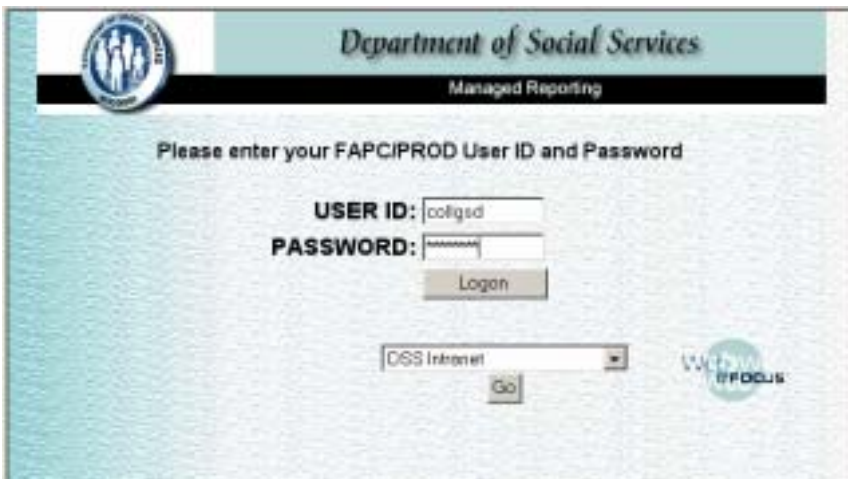 Department of Social Services
Managed Reporting
Please enter your FAPC/PROD User ID and Password
USER ID:
PASSWORD:
Logon
DSS Intranet
Go
Web
FOCUS